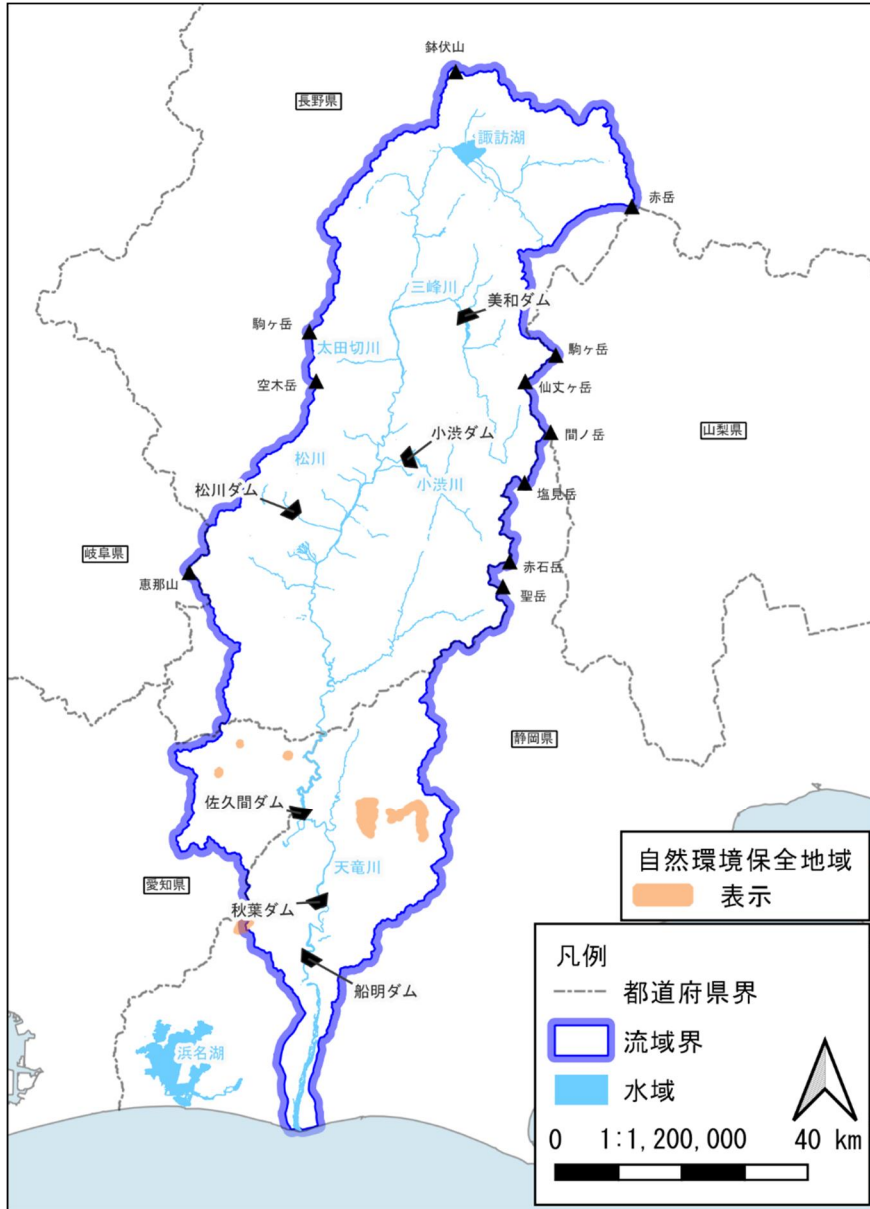 鉢伏山
長野県
諏訪湖
赤岳
三峰川
美和ダム
駒ヶ岳
太田切川
駒ヶ岳
空木岳
仙丈ヶ岳
小渋ダム
山梨県
間ノ岳
松川
小渋川
塩見岳
松川ダム
岐阜県
赤石岳
恵那山
聖岳
静岡県
佐久間ダム
天竜川
愛知県
秋葉ダム
船明ダム
浜名湖
自然環境保全地域
表示
凡例
都道府県界
流域界
水域
0 1:1,200,000 40 km